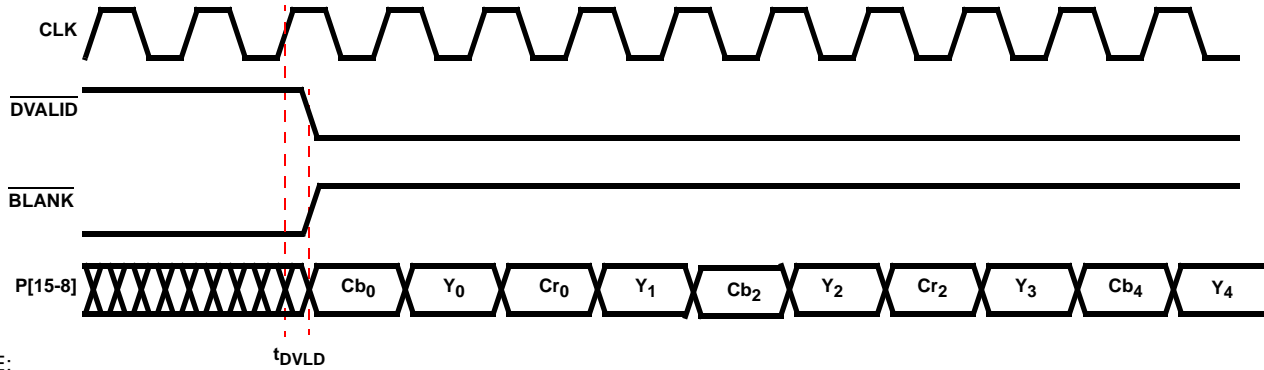 CLK
DVALID
BLANK
P[15-8] Cb0 Y0 Cr0 Y1 Cb2 Y2 Cr2 Y3 Cb4 Y4
tDVLD
E: